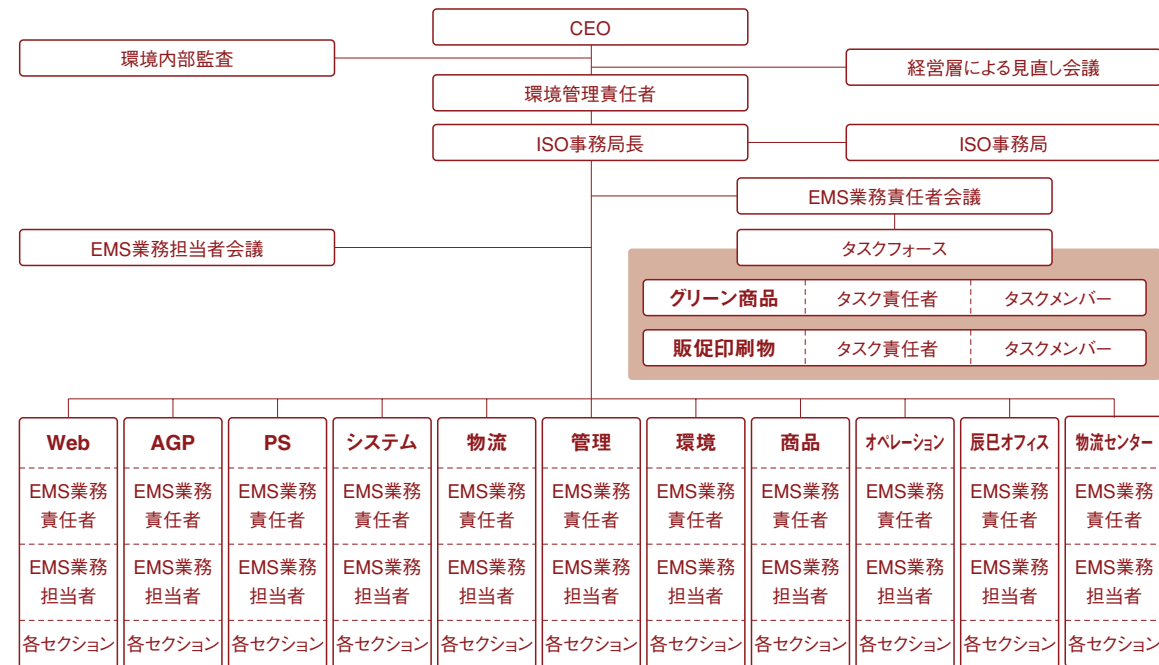 CEO
環境内部監査
経営層による見直し会議
環境管理責任者
ISO事務局長
ISO事務局
EMS業務責任者会議
EMS業務担当者会議
タスクフォース
グリーン商品 タスク責任者 タスクメンバー
販促印刷物 タスク責任者 タスクメンバー
Web AGP PS システム 物流 管理 環境 商品 オペレーション 辰巳オフィス 物流センター
EMS業務 EMS業務 EMS業務 EMS業務 EMS業務 EMS業務 EMS業務 EMS業務 EMS業務 EMS業務 EMS業務
責任者 責任者 責任者 責任者 責任者 責任者 責任者 責任者 責任者 責任者 責任者
EMS業務 EMS業務 EMS業務 EMS業務 EMS業務 EMS業務 EMS業務 EMS業務 EMS業務 EMS業務 EMS業務
担当者 担当者 担当者 担当者 担当者 担当者 担当者 担当者 担当者 担当者 担当者
各セクション 各セクション 各セクション 各セクション 各セクション 各セクション 各セクション 各セクション 各セクション 各セクション 各セクション